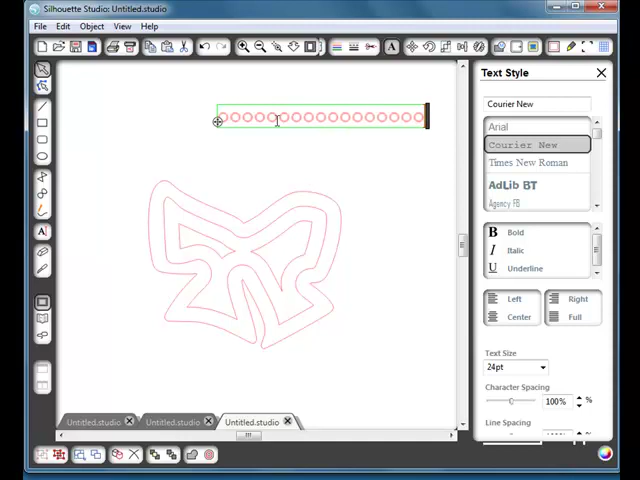 Silhouette Studio: Untitled.studio
File Edit View Object Window Help
Text Style
Courier New
Arial
Courier New
Times New Roman
AdLib BT
Agency FB
B Bold
I Italic
U Underline
Left Right
Center Full
Text Size
24pt
Character Spacing
100% %
Line Spacing
Untitled.studio Untitled.studio Untitled.studio